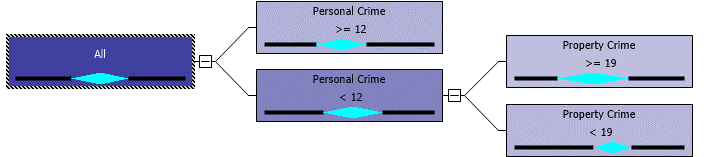 All
Personal Crime
>= 12
Personal Crime
< 12
Property Crime
>= 19
Property Crime
< 19